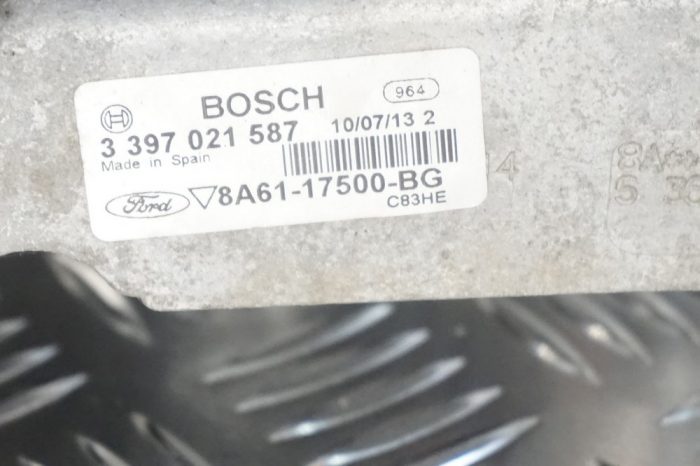 BOSCH 964
3 397 021 587 10/07/13 2
Made in Spain
Ford 8A61-17500-BG
C83HE